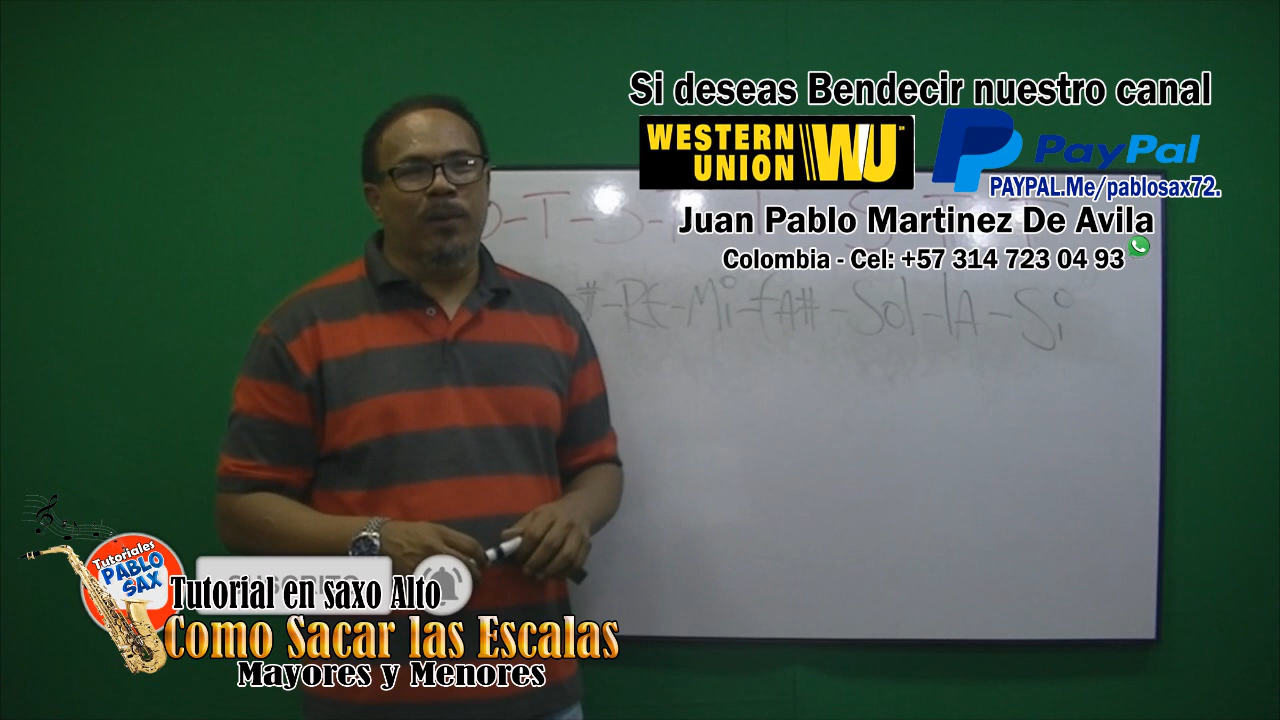 Si deseas Bendecir nuestro canal
WESTERN UNION WU
PayPal
PAYPAL.Me/pablosax72.
Juan Pablo Martinez De Avila
Colombia - Cel: +57 314 723 04 93
-T-S-
# -RE-Mi-FA# -Sol-lA-Si
Tutoriales
PABLO
SAX
Tutorial en saxo Alto
Como Sacar las Escalas
Mayores y Menores